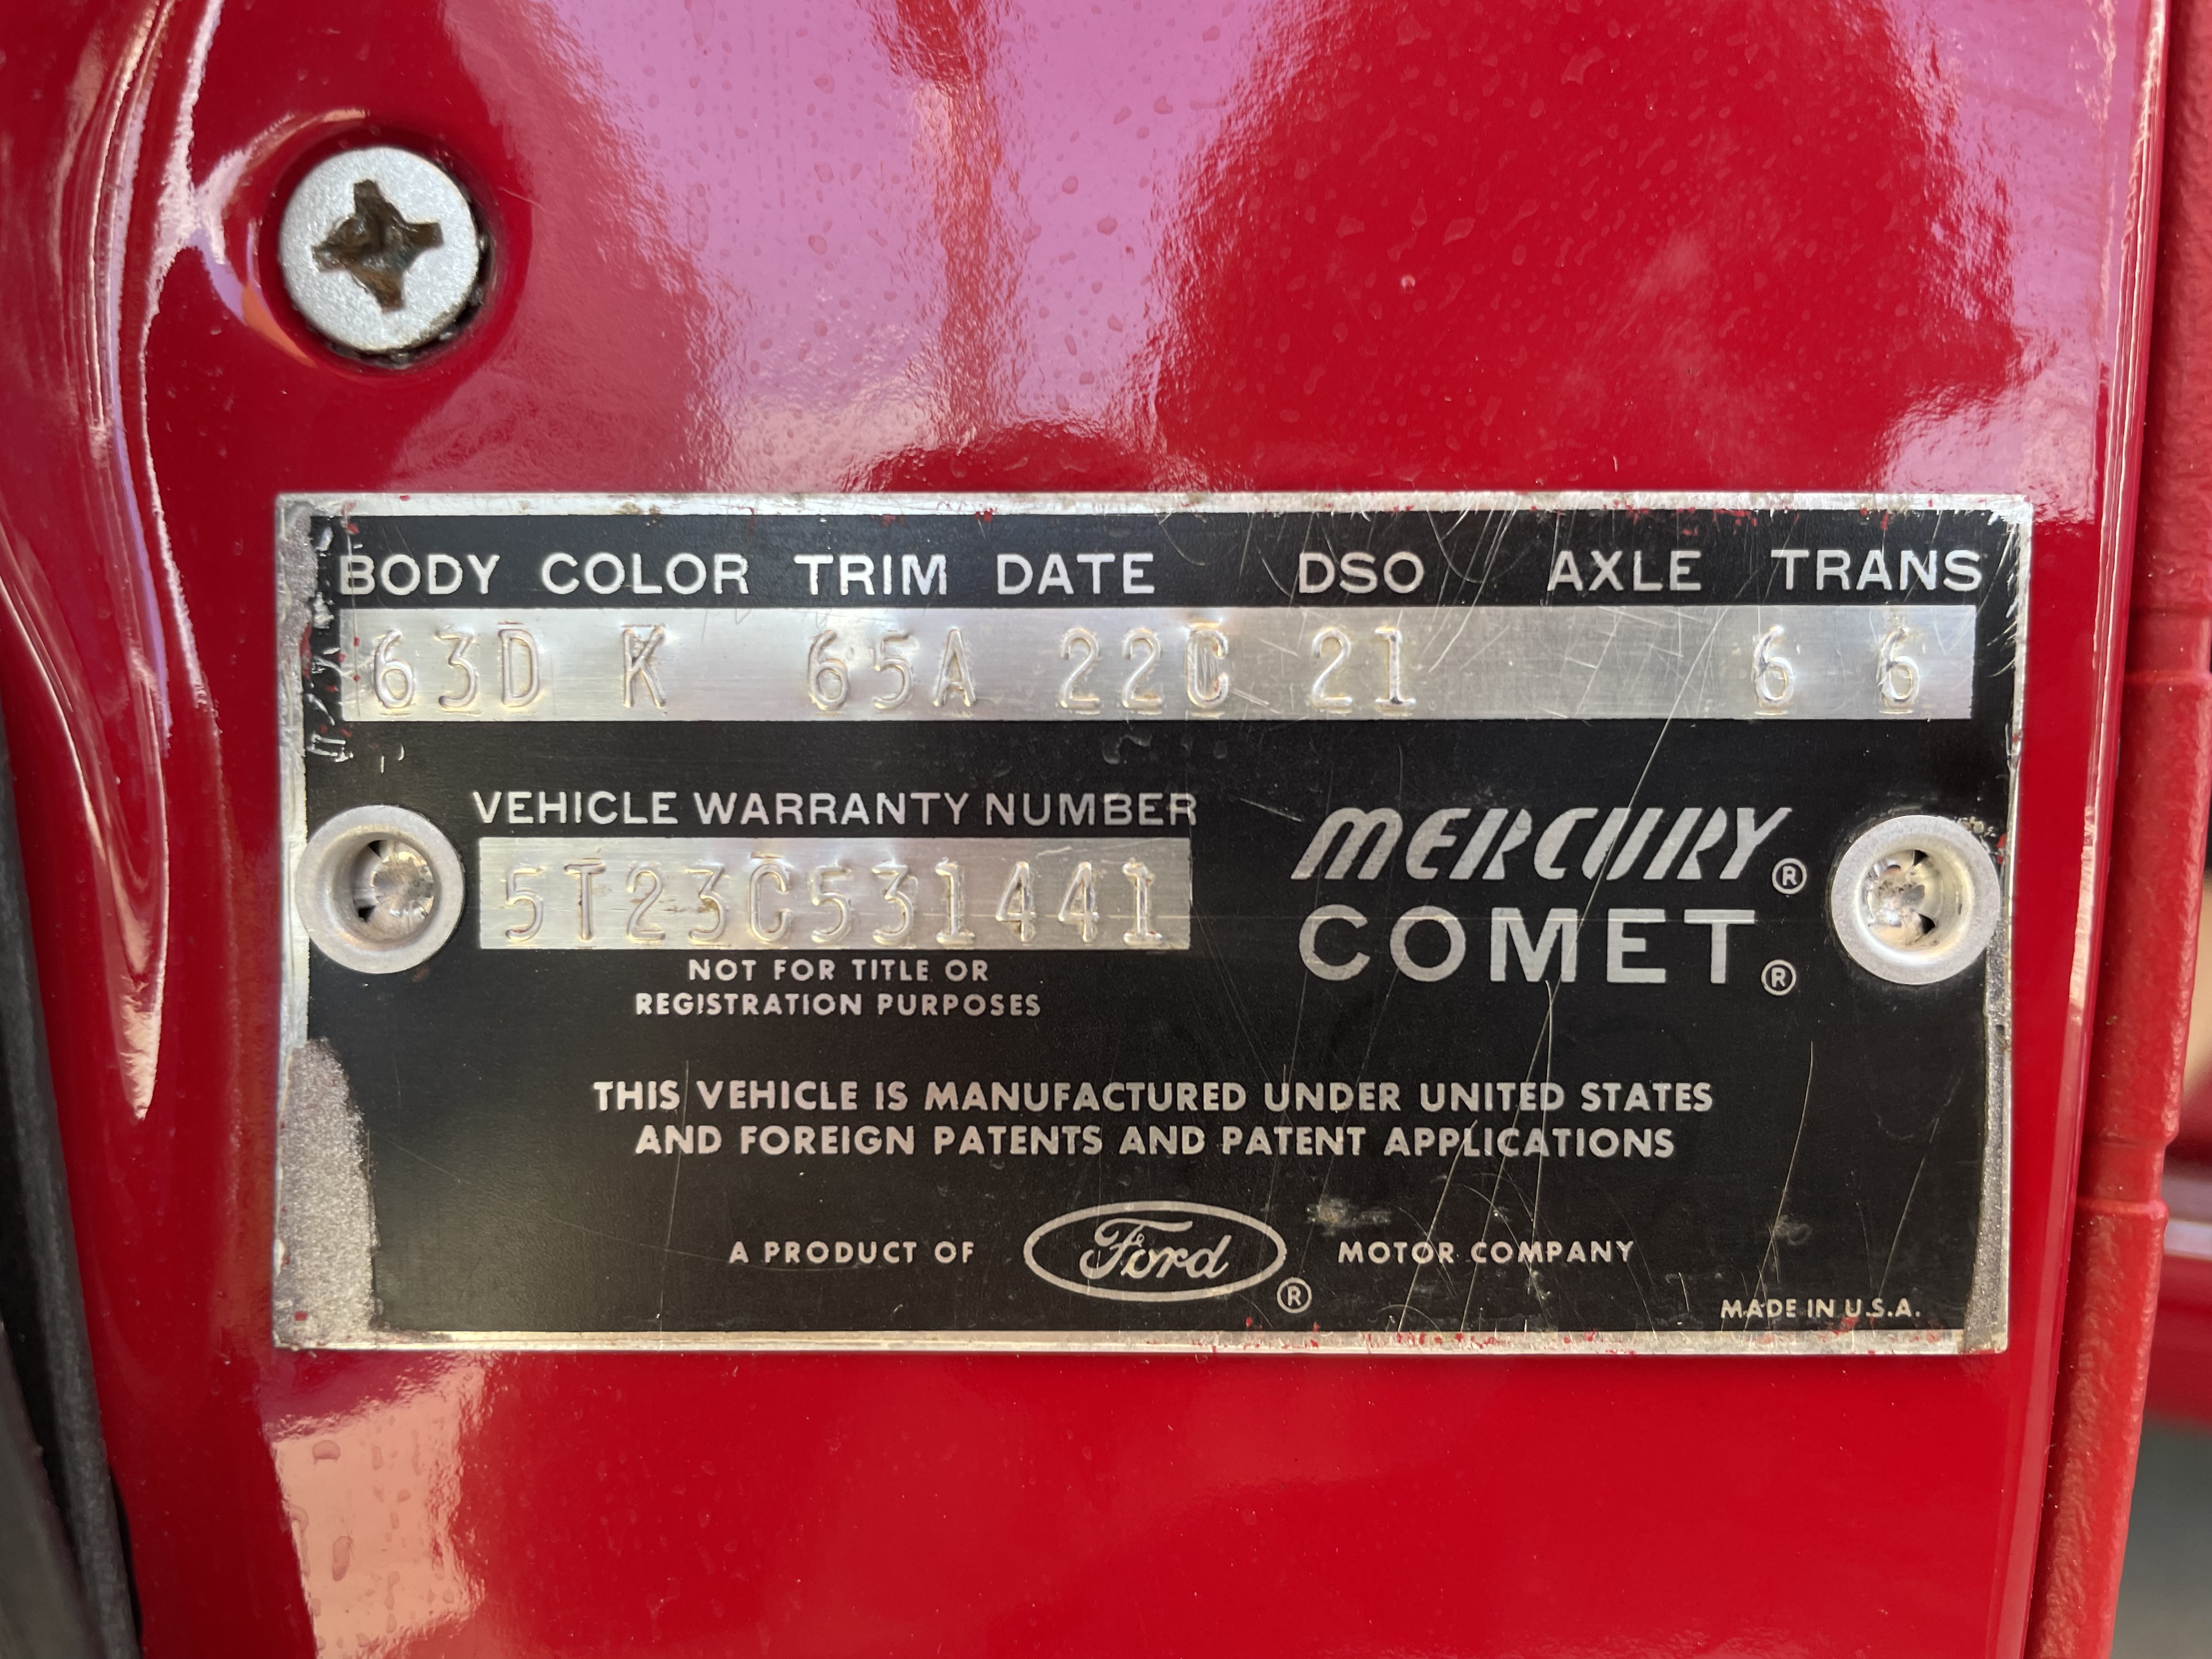 BODY COLOR TRIM DATE DSO AXLE TRANS
63D K 65A 22C 21 6 6
VEHICLE WARRANTY NUMBER
5T23C531441
MERCURY®
COMET®
NOT FOR TITLE OR
REGISTRATION PURPOSES
THIS VEHICLE IS MANUFACTURED UNDER UNITED STATES
AND FOREIGN PATENTS AND PATENT APPLICATIONS
A PRODUCT OF Ford® MOTOR COMPANY
MADE IN U.S.A.